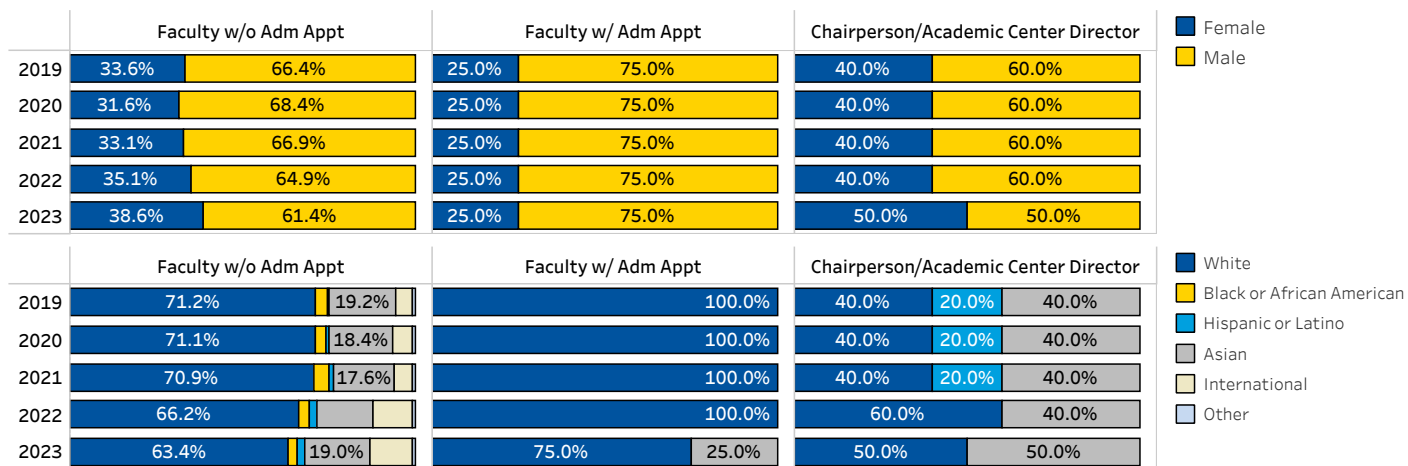 Faculty w/o Adm Appt Faculty w/ Adm Appt Chairperson/Academic Center Director Female
Male
2019 33.6% 66.4% 25.0% 75.0% 40.0% 60.0%
2020 31.6% 68.4% 25.0% 75.0% 40.0% 60.0%
2021 33.1% 66.9% 25.0% 75.0% 40.0% 60.0%
2022 35.1% 64.9% 25.0% 75.0% 40.0% 60.0%
2023 38.6% 61.4% 25.0% 75.0% 50.0% 50.0%
Faculty w/o Adm Appt Faculty w/ Adm Appt Chairperson/Academic Center Director White
2019 71.2% 19.2% 100.0% 40.0% 20.0% 40.0% Black or African American
Hispanic or Latino
2020 71.1% 18.4% 100.0% 40.0% 20.0% 40.0% Asian
2021 70.9% 17.6% 100.0% 40.0% 20.0% 40.0% International
2022 66.2% 100.0% 60.0% 40.0% Other
2023 63.4% 19.0% 75.0% 25.0% 50.0% 50.0%